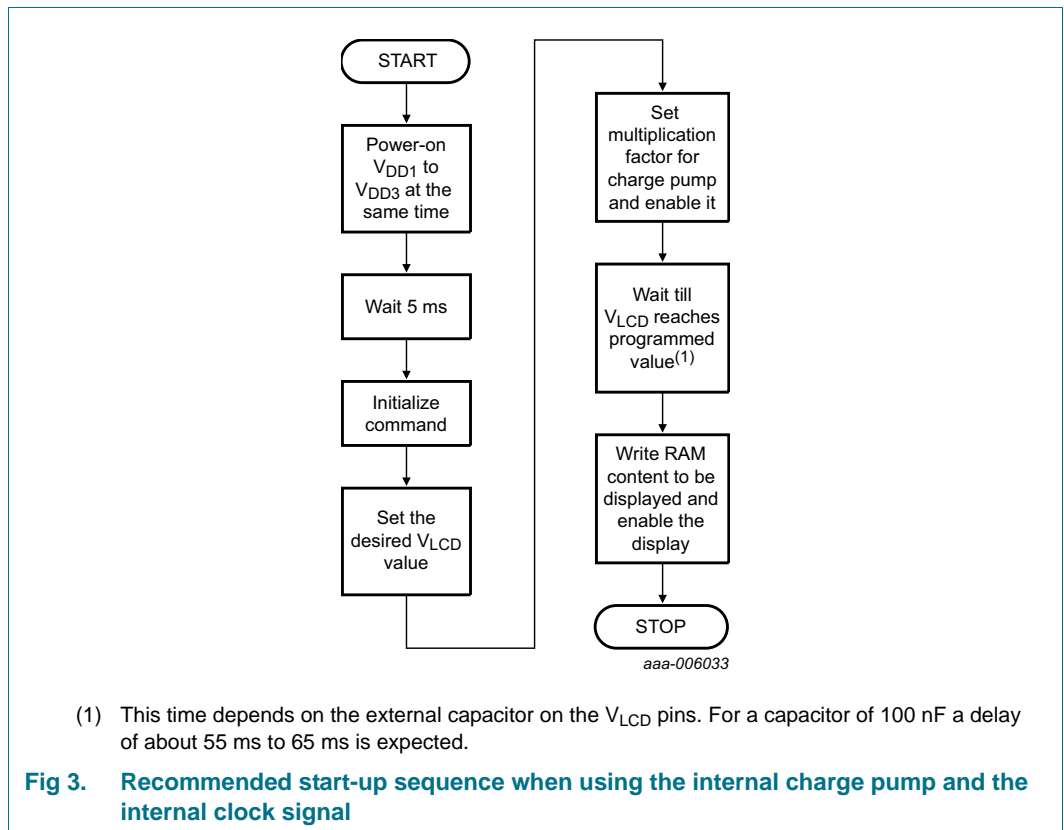 START
Power-on
VDD1 to
VDD3 at the
same time
Wait 5 ms
Initialize
command
Set the
desired VLCD
value
Set
multiplication
factor for
charge pump
and enable it
Wait till
VLCD reaches
programmed
value(1)
Write RAM
content to be
displayed and
enable the
display
STOP
aaa-006033
(1) This time depends on the external capacitor on the VLCD pins. For a capacitor of 100 nF a delay
of about 55 ms to 65 ms is expected.
Fig 3. Recommended start-up sequence when using the internal charge pump and the
internal clock signal